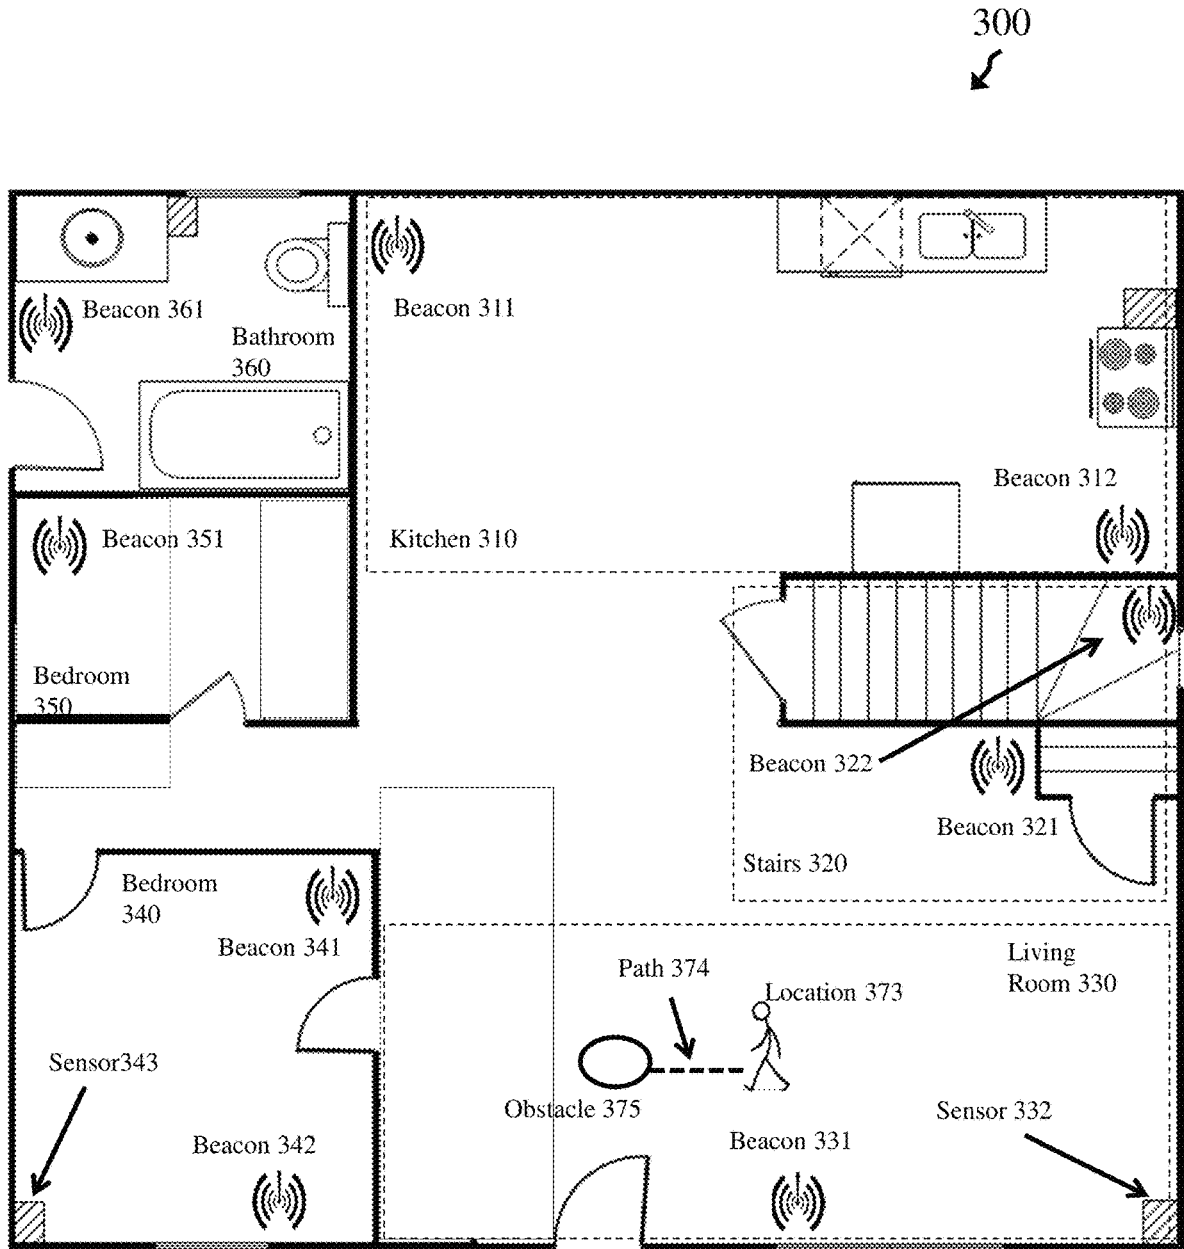 300
Beacon 361
Beacon 311
Bathroom
360
Beacon 312
Beacon 351
Kitchen 310
Bedroom
350
Beacon 322
Beacon 321
Stairs 320
Bedroom
340
Beacon 341
Living
Room 330
Path 374
Location 373
Sensor343
Obstacle 375
Sensor 332
Beacon 342
Beacon 331